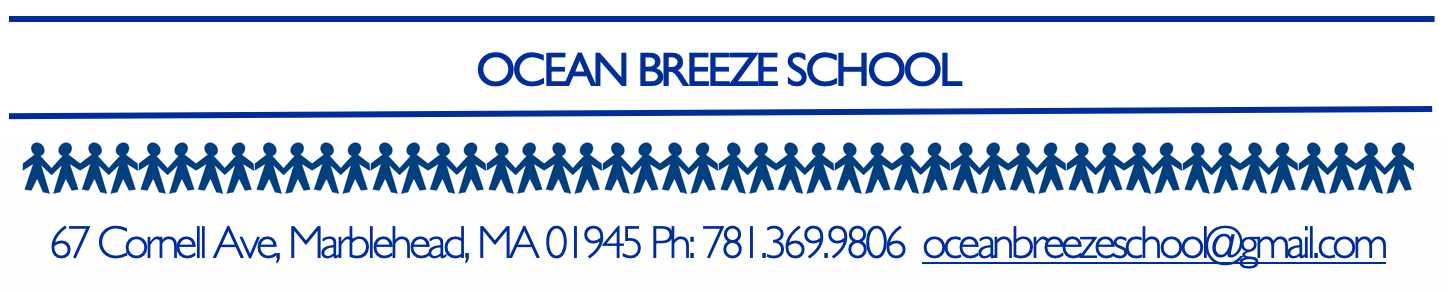 OCEAN BREEZE SCHOOL
67 Cornell Ave, Marblehead, MA 01945 Ph: 781.369.9806 oceanbreezeschool@gmail.com